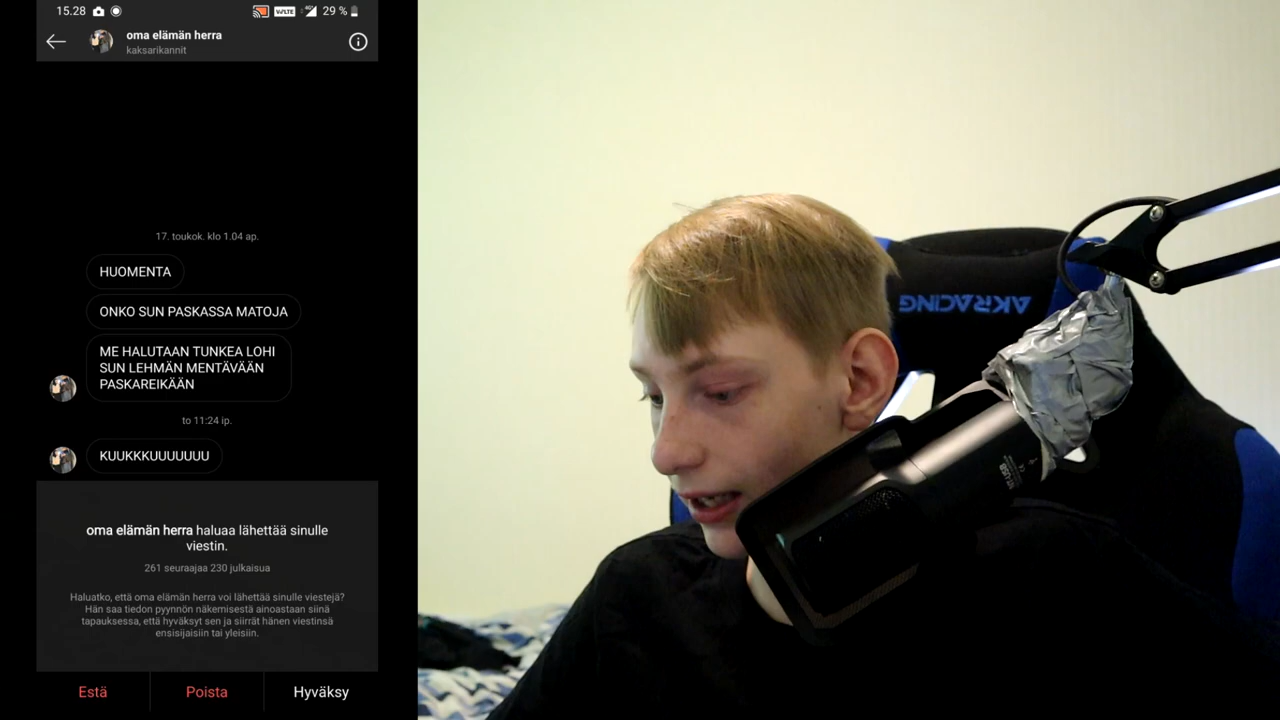 15.28
VoLTE
29 %
oma elämän herra
kaksarikannit
17. toukok. klo 1.04 ap.
HUOMENTA
ONKO SUN PASKASSA MATOJA
ME HALUTAAN TUNKEA LOHI
SUN LEHMÄN MENTÄVÄÄN
PASKAREIKÄÄN
to 11:24 ip.
KUUKKKUUUUUUU
oma elämän herra haluaa lähettää sinulle
viestin.
261 seuraajaa 230 julkaisua
Haluatko, että oma elämän herra voi lähettää sinulle viestejä?
Hän saa tiedon pyynnön näkemisestä ainoastaan siinä
tapauksessa, että hyväksyt sen ja siirrät hänen viestinsä
ensisijaisiin tai yleisiin.
Estä
Poista
Hyväksy
AKRACING